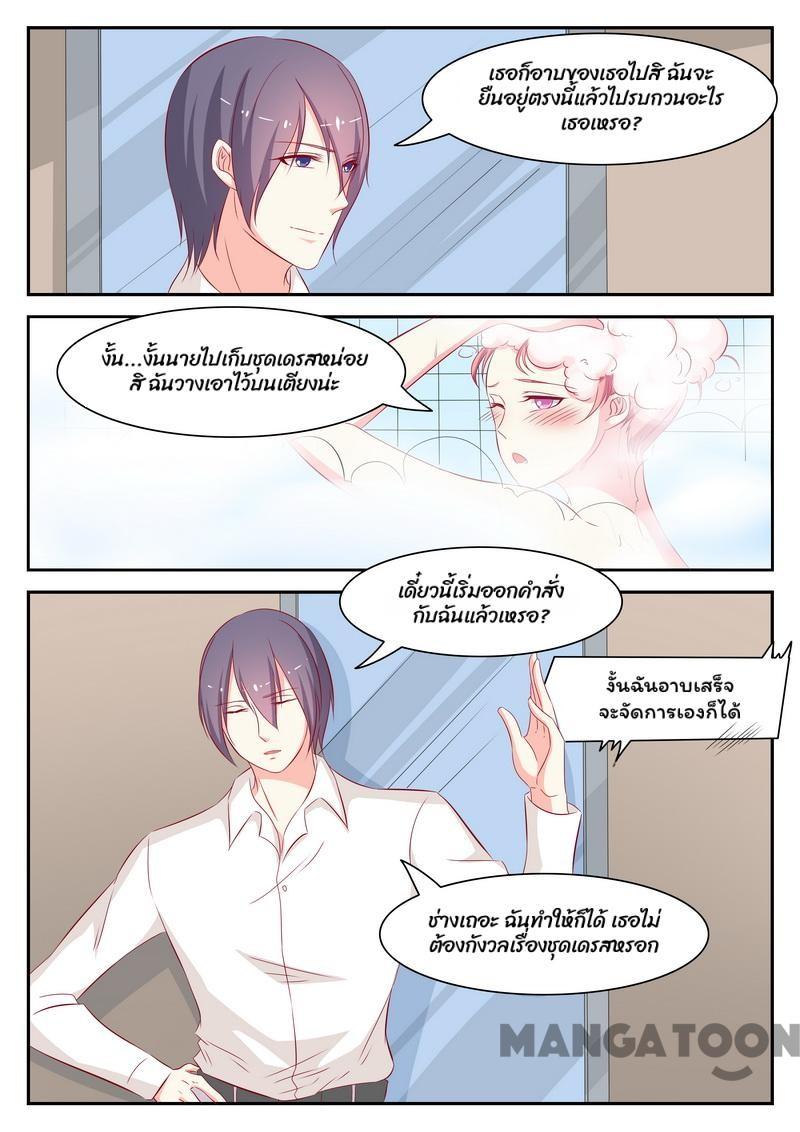 เธอก็อาบของเธอไปสิ ฉันจะ
ยืนอยู่ตรงนี้แล้วไปรบกวนอะไร
เธอเหรอ?
งั้น...งั้นนายไปเก็บชุดเดรสหน่อย
สิ ฉันวางเอาไว้บนเตียงน่ะ
เดี๋ยวนี้เริ่มออกคำสั่ง
กับฉันแล้วเหรอ?
งั้นฉันอาบเสร็จ
จะจัดการเองก็ได้
ช่างเถอะ ฉันทำให้ก็ได้ เธอไม่
ต้องกังวลเรื่องชุดเดรสหรอก
MANGATOON